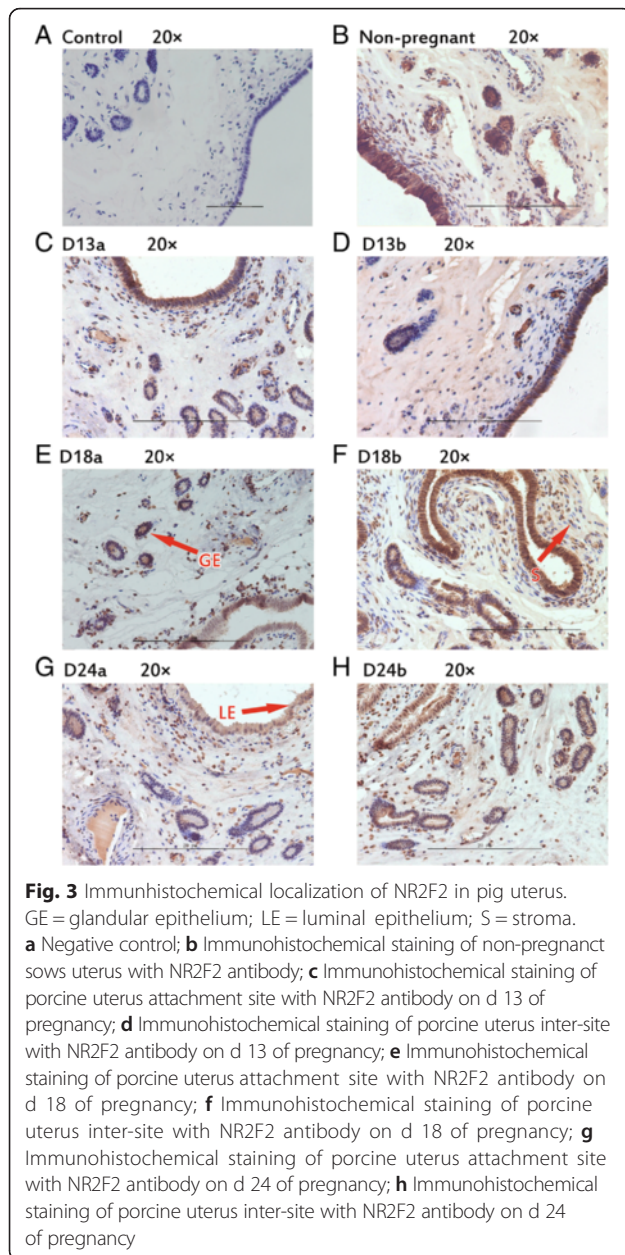 A Control 20×
B Non-pregnant 20×
C D13a 20×
D D13b 20×
E D18a 20×
GE
F D18b 20×
S
G D24a 20×
LE
H D24b 20×
Fig. 3 Immunhistochemical localization of NR2F2 in pig uterus.
GE = glandular epithelium; LE = luminal epithelium; S = stroma.
a Negative control; b Immunohistochemical staining of non-pregnanct
sows uterus with NR2F2 antibody; c Immunohistochemical staining of
porcine uterus attachment site with NR2F2 antibody on d 13 of
pregnancy; d Immunohistochemical staining of porcine uterus inter-site
with NR2F2 antibody on d 13 of pregnancy; e Immunohistochemical
staining of porcine uterus attachment site with NR2F2 antibody on
d 18 of pregnancy; f Immunohistochemical staining of porcine
uterus inter-site with NR2F2 antibody on d 18 of pregnancy; g
Immunohistochemical staining of porcine uterus attachment site
with NR2F2 antibody on d 24 of pregnancy; h Immunohistochemical
staining of porcine uterus inter-site with NR2F2 antibody on d 24
of pregnancy